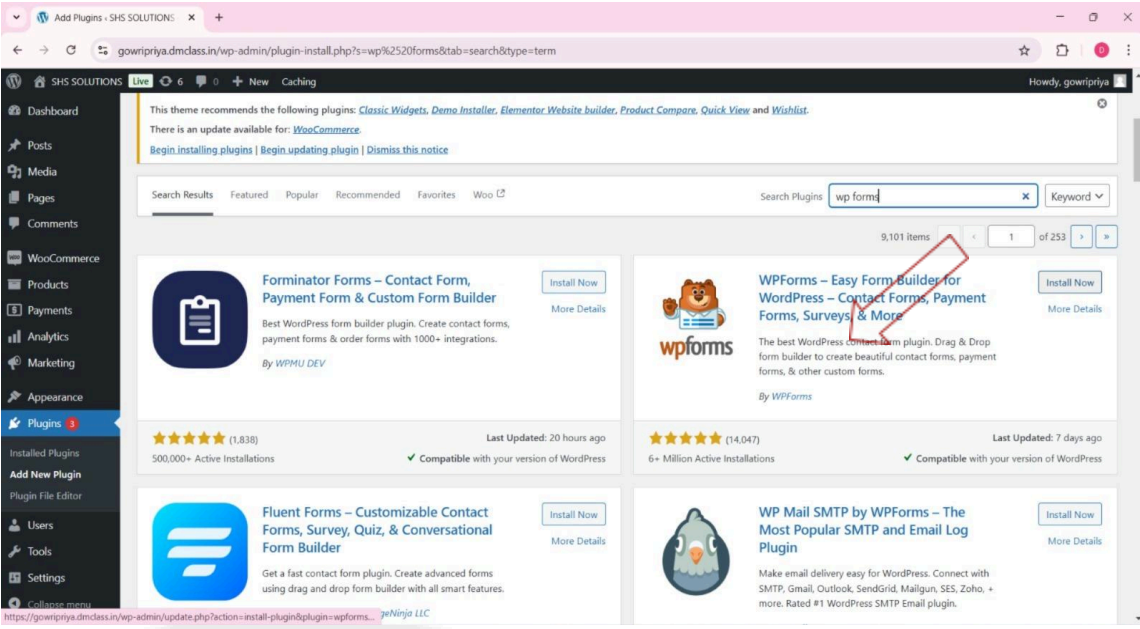 Add Plugins ‹ SHS SOLUTIONS
gowripriya.dmclass.in/wp-admin/plugin-install.php?s=wp%2520forms&tab=search&type=term
D
SHS SOLUTIONS Live 6 0 New Caching
Howdy, gowripriya
Dashboard
Posts
Media
Pages
Comments
WooCommerce
Products
Payments
Analytics
Marketing
Appearance
Plugins 3
Installed Plugins
Add New Plugin
Plugin File Editor
Users
Tools
Settings
Collapse menu
This theme recommends the following plugins: Classic Widgets, Demo Installer, Elementor Website builder, Product Compare, Quick View and Wishlist.
There is an update available for: WooCommerce.
Begin installing plugins | Begin updating plugin | Dismiss this notice
Search Results Featured Popular Recommended Favorites Woo
Search Plugins wp forms Keyword
9,101 items « ‹ 1 of 253 › »
Forminator Forms – Contact Form,
Payment Form & Custom Form Builder
Install Now
More Details
Best WordPress form builder plugin. Create contact forms,
payment forms & order forms with 1000+ integrations.
By WPMU DEV
(1,838)
Last Updated: 20 hours ago
500,000+ Active Installations
Compatible with your version of WordPress
wpforms
WPForms – Easy Form Builder for
WordPress – Contact Forms, Payment
Forms, Surveys, & More
Install Now
More Details
The best WordPress contact form plugin. Drag & Drop
form builder to create beautiful contact forms, payment
forms, & other custom forms.
By WPForms
(14,047)
Last Updated: 7 days ago
6+ Million Active Installations
Compatible with your version of WordPress
Fluent Forms – Customizable Contact
Forms, Survey, Quiz, & Conversational
Form Builder
Install Now
More Details
Get a fast contact form plugin. Create advanced forms
using drag and drop form builder with all smart features.
LLC
WP Mail SMTP by WPForms – The
Most Popular SMTP and Email Log
Plugin
Install Now
More Details
Make email delivery easy for WordPress. Connect with
SMTP, Gmail, Outlook, SendGrid, Mailgun, SES, Zoho, +
more. Rated #1 WordPress SMTP Email plugin.
https://gowripriya.dmclass.in/wp-admin/update.php?action=install-plugin&plugin=wpforms...